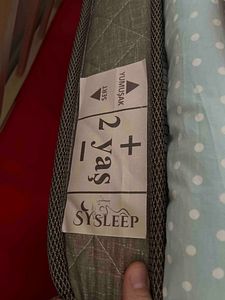 YUMUŞAK
SERT
+
2 yaş
-
SYSLEEP